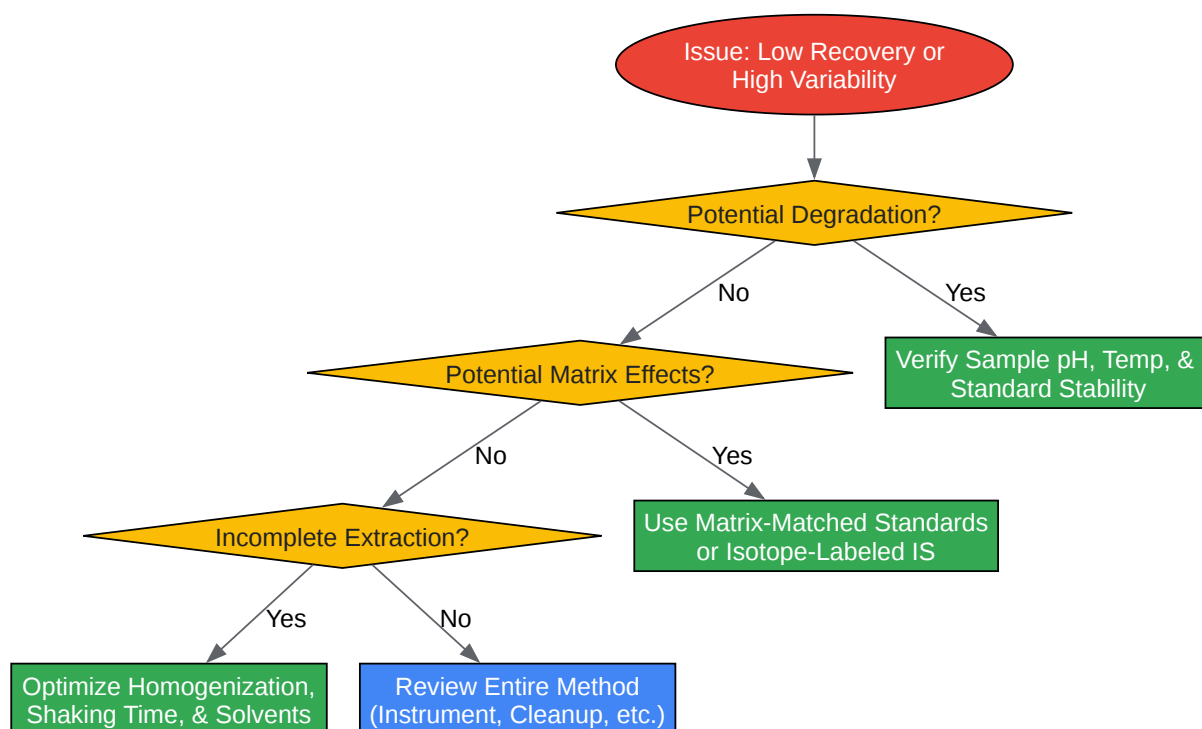 Issue: Low Recovery or
High Variability
Potential Degradation?
No
Yes
Potential Matrix Effects?
Verify Sample pH, Temp, &
Standard Stability
No
Yes
Incomplete Extraction?
Use Matrix-Matched Standards
or Isotope-Labeled IS
Yes
No
Optimize Homogenization,
Shaking Time, & Solvents
Review Entire Method
(Instrument, Cleanup, etc.)